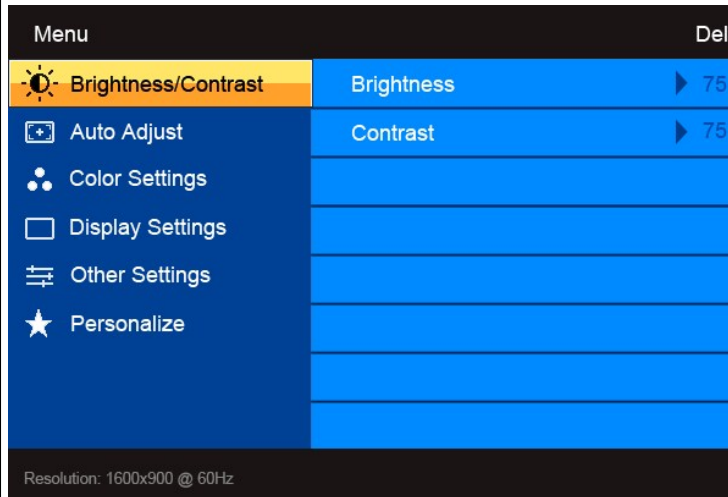 Menu
Del
Brightness/Contrast
Brightness
75
Auto Adjust
Contrast
75
Color Settings
Display Settings
Other Settings
Personalize
Resolution: 1600x900 @ 60Hz